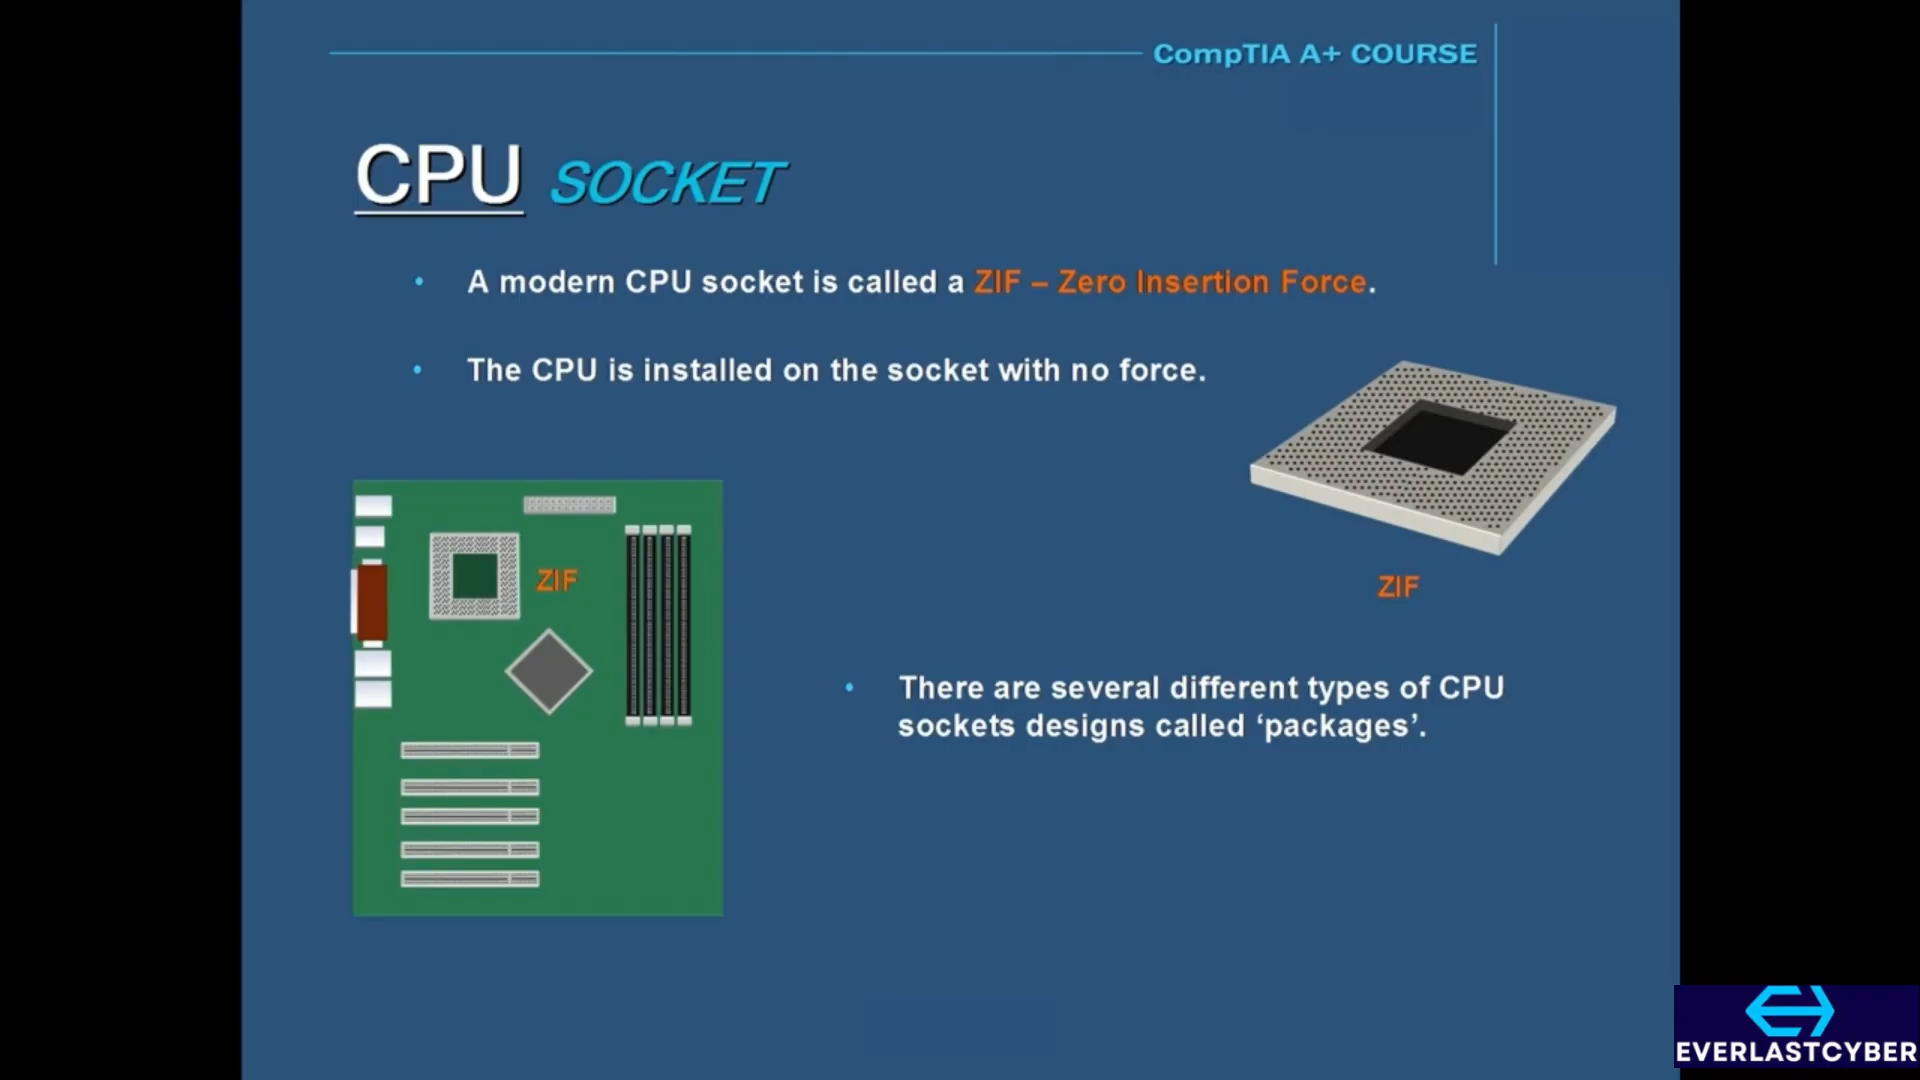 CompTIA A+ COURSE
CPU SOCKET
• A modern CPU socket is called a ZIF – Zero Insertion Force.
• The CPU is installed on the socket with no force.
ZIF
ZIF
• There are several different types of CPU
sockets designs called ‘packages’.
EVERLASTCYBER